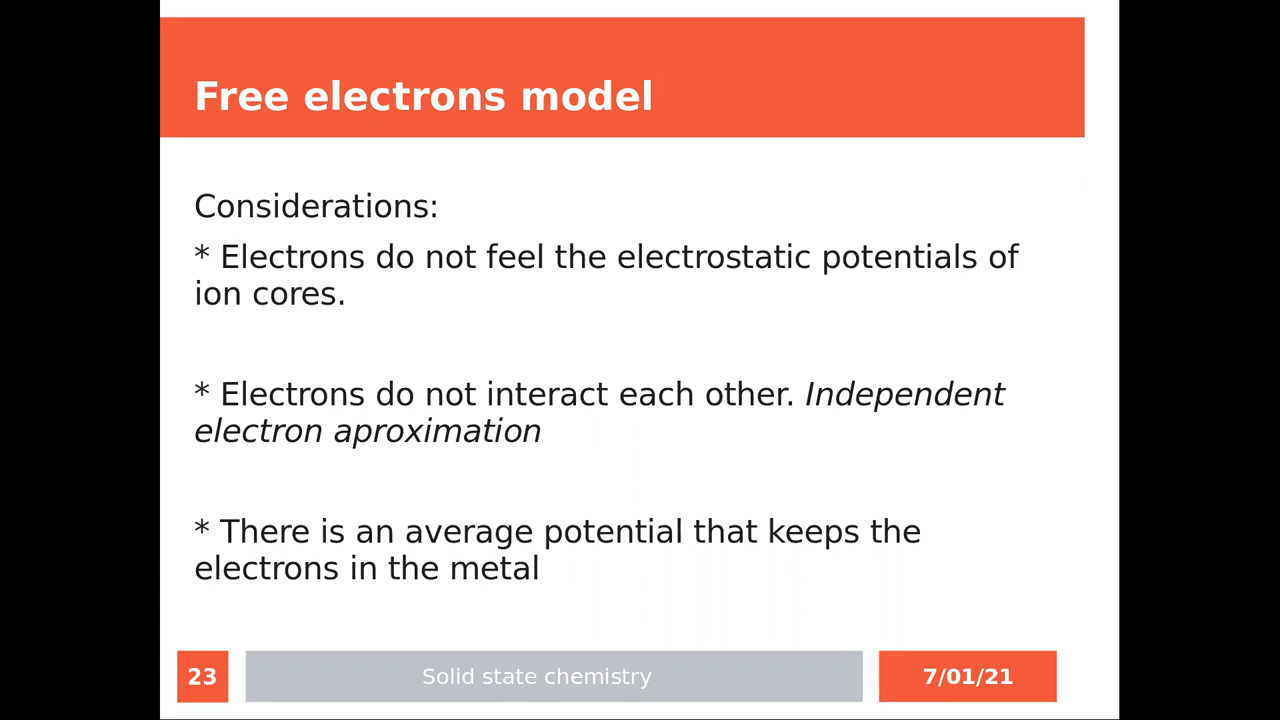 Free electrons model
Considerations:
* Electrons do not feel the electrostatic potentials of
ion cores.
* Electrons do not interact each other. Independent
electron aproximation
* There is an average potential that keeps the
electrons in the metal
23
Solid state chemistry
7/01/21